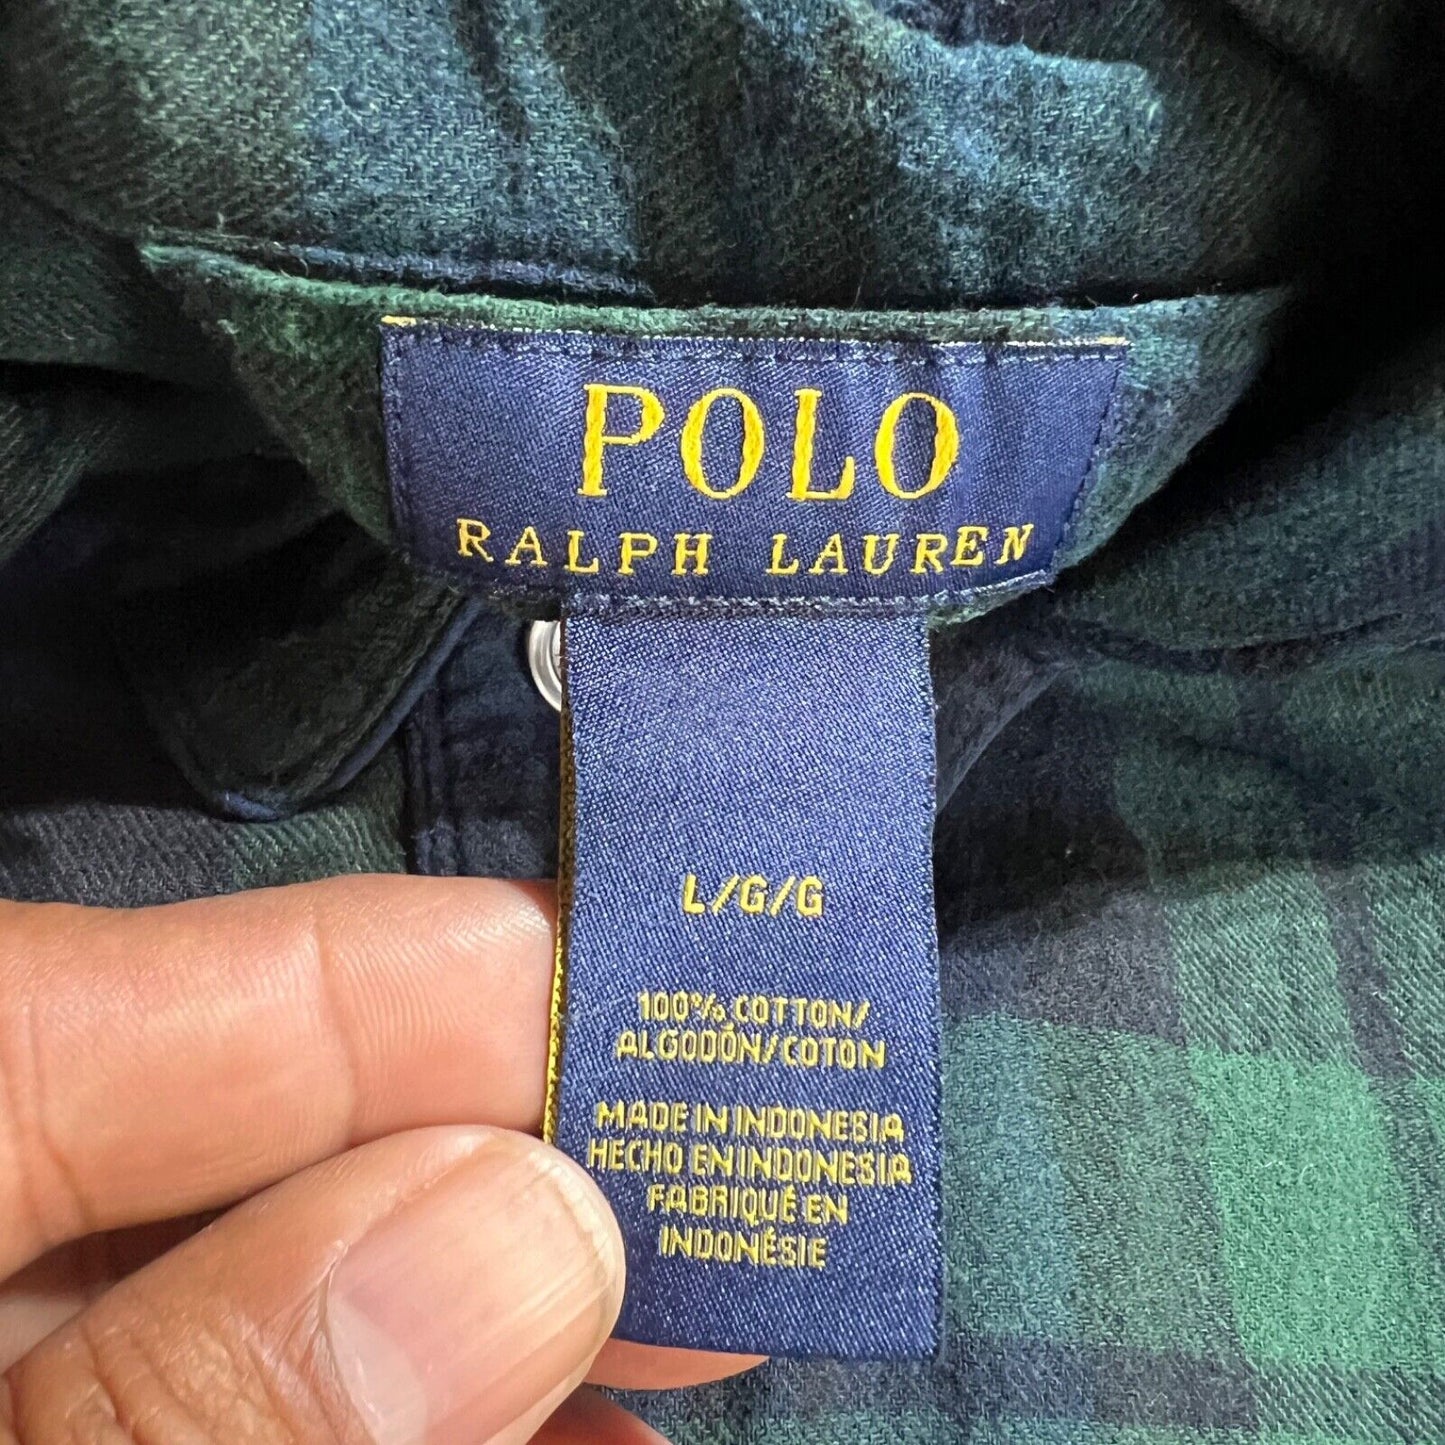 POLO
RALPH LAUREN
L/G/G
100% COTTON/
ALGODÓN/COTON
MADE IN INDONESIA
HECHO EN INDONESIA
FABRIQUÉ EN
INDONÉSIE